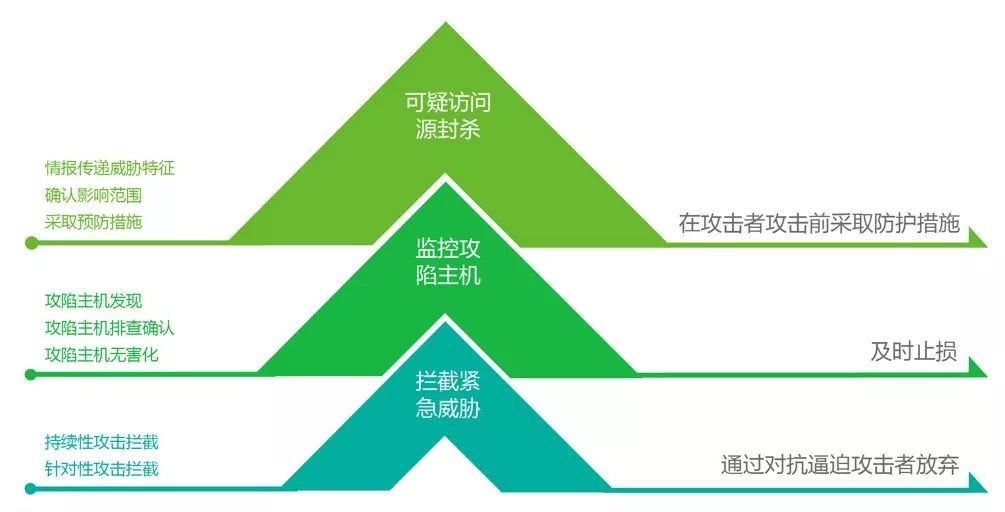 可疑访问
源封杀
情报传递威胁特征
确认影响范围
采取预防措施
在攻击者攻击前采取防护措施
监控攻
陷主机
攻陷主机发现
攻陷主机排查确认
攻陷主机无害化
及时止损
拦截紧
急威胁
持续性攻击拦截
针对性攻击拦截
通过对抗逼迫攻击者放弃